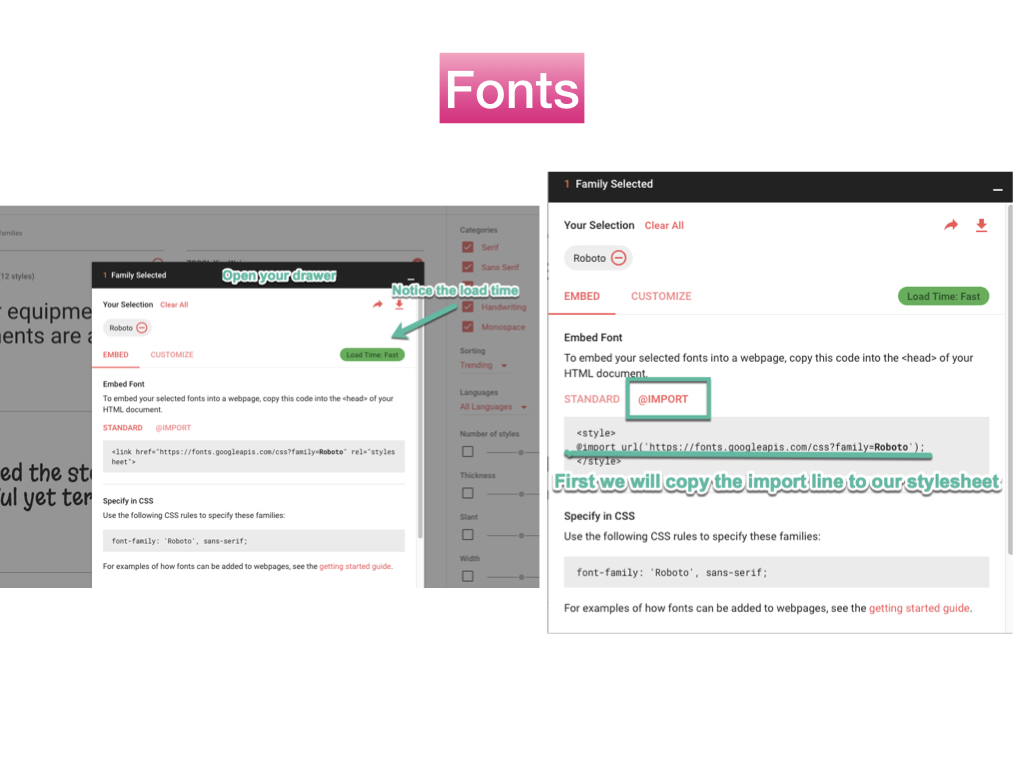 Fonts
families
(12 styles)
r equipme
ents are a
ed the st
ful yet ter
Categories
Serif
Sans Serif
Handwriting
Monospace
Sorting
Trending
Languages
All Languages
Number of styles
Thickness
Slant
Width
1 Family Selected
Open your drawer
Notice the load time
Your Selection Clear All
Roboto
EMBED CUSTOMIZE
Load Time: Fast
Embed Font
To embed your selected fonts into a webpage, copy this code into the <head> of your
HTML document.
STANDARD @IMPORT
<link href="https://fonts.googleapis.com/css?family=Roboto" rel="styles
heet">
Specify in CSS
Use the following CSS rules to specify these families:
font-family: 'Roboto', sans-serif;
For examples of how fonts can be added to webpages, see the getting started guide.
1 Family Selected
Your Selection Clear All
Roboto
EMBED CUSTOMIZE
Load Time: Fast
Embed Font
To embed your selected fonts into a webpage, copy this code into the <head> of your
HTML document.
STANDARD @IMPORT
<style>
@import url('https://fonts.googleapis.com/css?family=Roboto');
</style>
First we will copy the import line to our stylesheet
Specify in CSS
Use the following CSS rules to specify these families:
font-family: 'Roboto', sans-serif;
For examples of how fonts can be added to webpages, see the getting started guide.